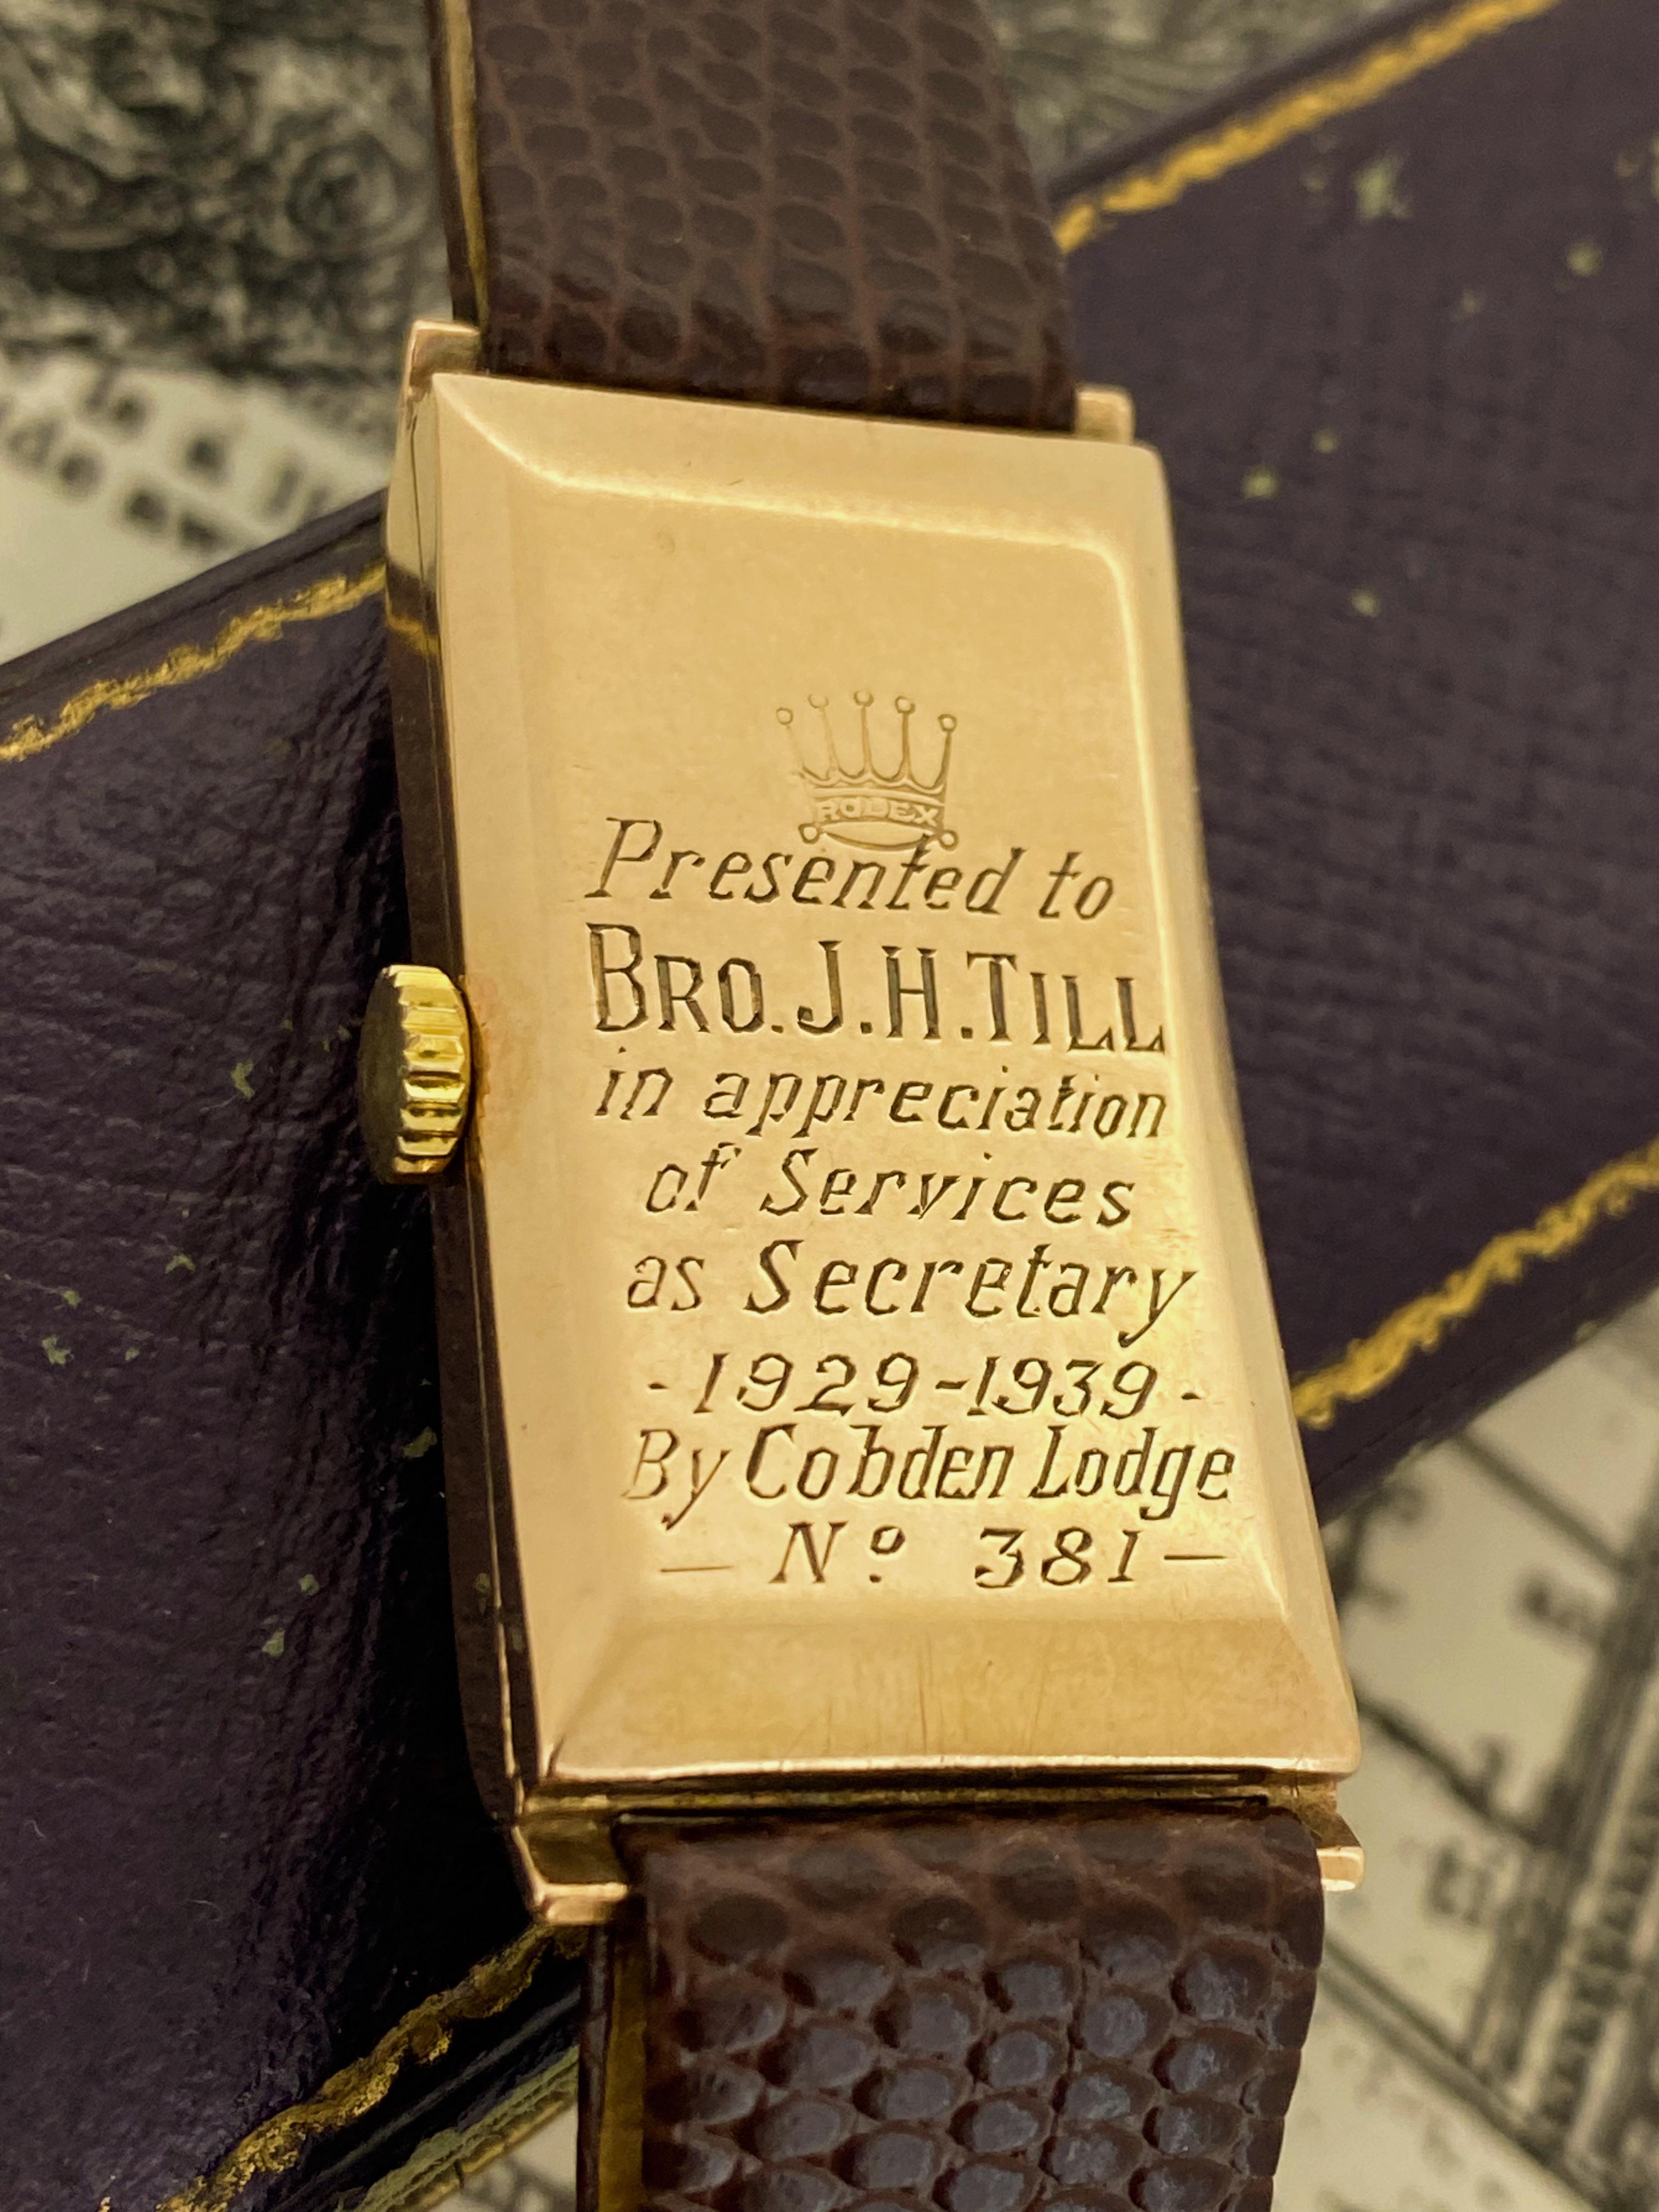 ROLEX
Presented to
BRO. J. H. TILL
in appreciation
of Services
as Secretary
- 1929-1939 -
By Cobden Lodge
— Nº 381 —